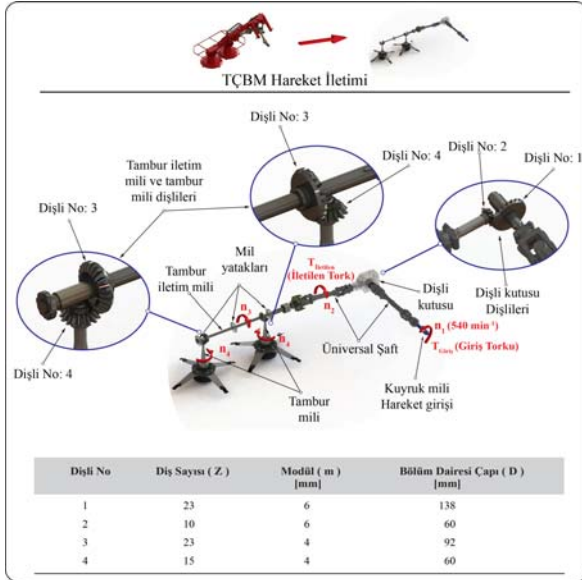 TÇBM Hareket İletimi
Dişli No: 3
Dişli No: 2
Dişli No: 4
Dişli No: 1
Tambur iletim
mili ve tambur
mili dişlileri
Dişli No: 3
Mil
yatakları
Tambur
iletim mili
T İletilen
(İletilen Tork)
n3
n2
n4
n4
Dişli
kutusu
Dişli kutusu
Dişlileri
n1 (540 min⁻¹)
T Giriş (Giriş Torku)
Üniversal Şaft
Dişli No: 4
Tambur
mili
Kuyruk mili
Hareket girişi
Dişli No Diş Sayısı ( Z ) Modül ( m ) Bölüm Dairesi Çapı ( D )
[mm] [mm]
1 23 6 138
2 10 6 60
3 23 4 92
4 15 4 60